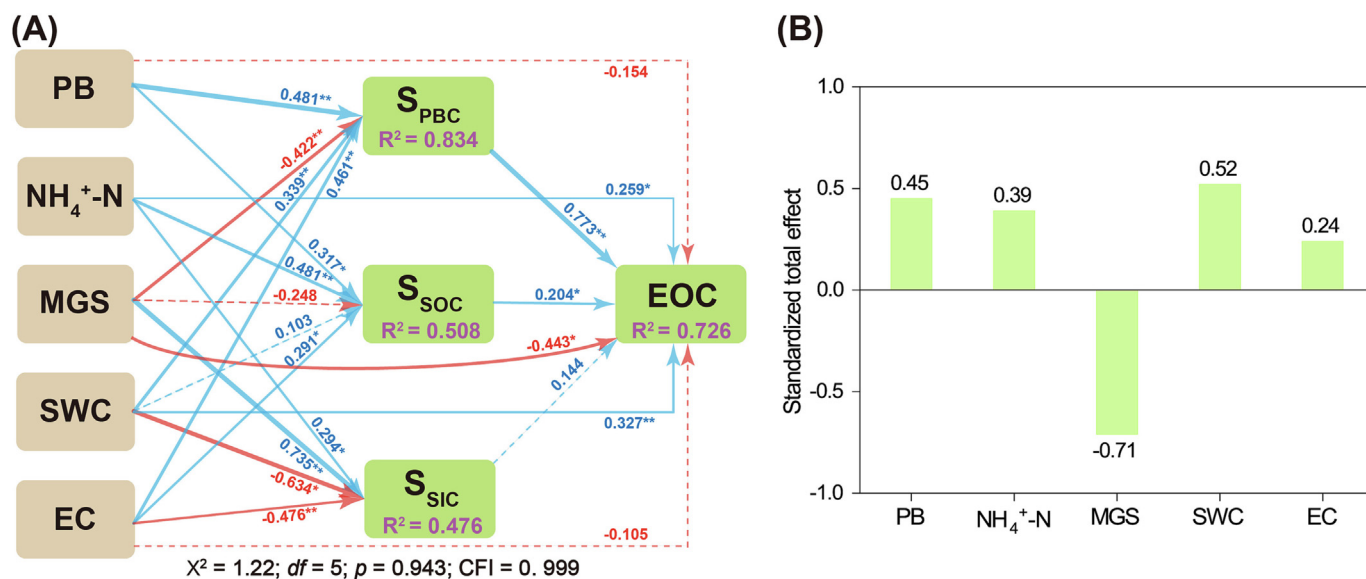 (A)
PB
NH₄⁺-N
MGS
SWC
EC
S_PBC
R² = 0.834
S_SOC
R² = 0.508
S_SIC
R² = 0.476
EOC
R² = 0.726
-0.154
0.481**
-0.422**
0.339**
0.461**
0.259*
0.773**
0.317*
0.481**
-0.248
0.204*
0.103
0.291*
-0.443*
0.144
0.327**
0.294*
0.735**
-0.634*
-0.476**
-0.105
X² = 1.22; df = 5; p = 0.943; CFI = 0. 999
(B)
Standardized total effect
1.0
0.5
0.0
-0.5
-1.0
0.45
0.39
-0.71
0.52
0.24
PB
NH₄⁺-N
MGS
SWC
EC